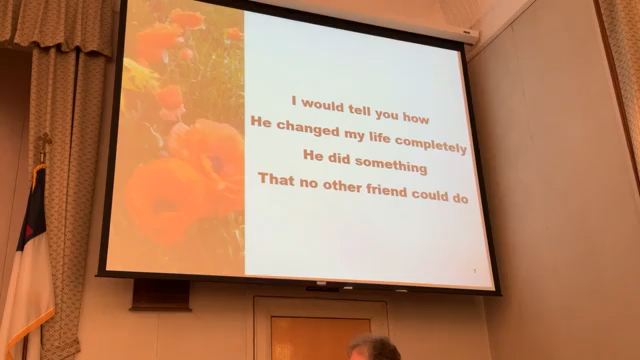 I would tell you how
He changed my life completely
He did something
That no other friend could do